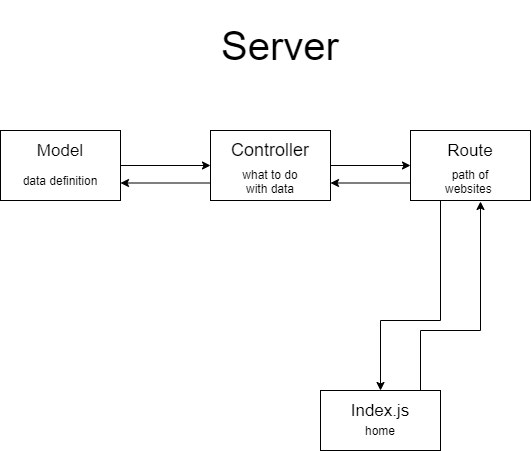 Server
Model
data definition
Controller
what to do
with data
Route
path of
websites
Index.js
home